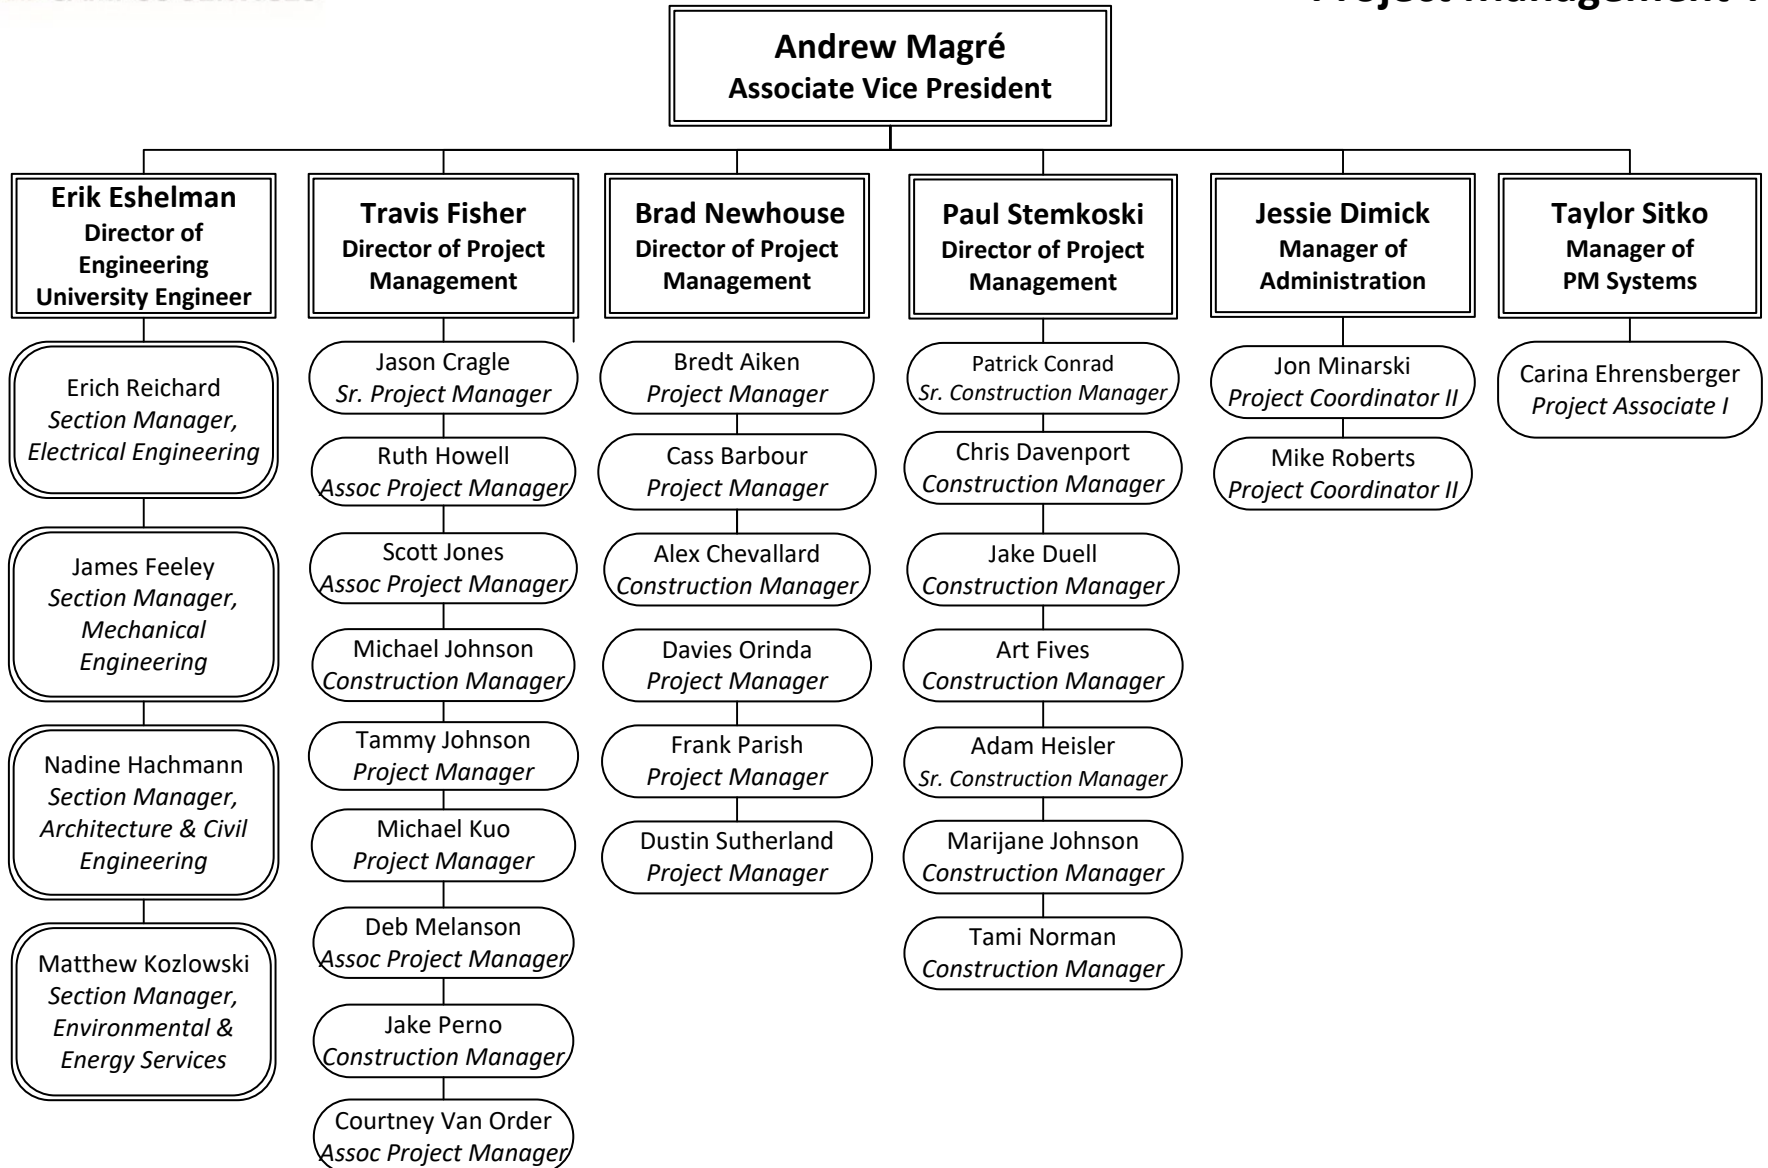 Project Management
Andrew Magré
Associate Vice President
Erik Eshelman
Director of
Engineering
University Engineer
Travis Fisher
Director of Project
Management
Brad Newhouse
Director of Project
Management
Paul Stemkoski
Director of Project
Management
Jessie Dimick
Manager of
Administration
Taylor Sitko
Manager of
PM Systems
Erich Reichard
Section Manager,
Electrical Engineering
James Feeley
Section Manager,
Mechanical
Engineering
Nadine Hachmann
Section Manager,
Architecture & Civil
Engineering
Matthew Kozlowski
Section Manager,
Environmental &
Energy Services
Jason Cragle
Sr. Project Manager
Ruth Howell
Assoc Project Manager
Scott Jones
Assoc Project Manager
Michael Johnson
Construction Manager
Tammy Johnson
Project Manager
Michael Kuo
Project Manager
Deb Melanson
Assoc Project Manager
Jake Perno
Construction Manager
Courtney Van Order
Assoc Project Manager
Bredt Aiken
Project Manager
Cass Barbour
Project Manager
Alex Chevallard
Construction Manager
Davies Orinda
Project Manager
Frank Parish
Project Manager
Dustin Sutherland
Project Manager
Patrick Conrad
Sr. Construction Manager
Chris Davenport
Construction Manager
Jake Duell
Construction Manager
Art Fives
Construction Manager
Adam Heisler
Sr. Construction Manager
Marijane Johnson
Construction Manager
Tami Norman
Construction Manager
Jon Minarski
Project Coordinator II
Mike Roberts
Project Coordinator II
Carina Ehrensberger
Project Associate I